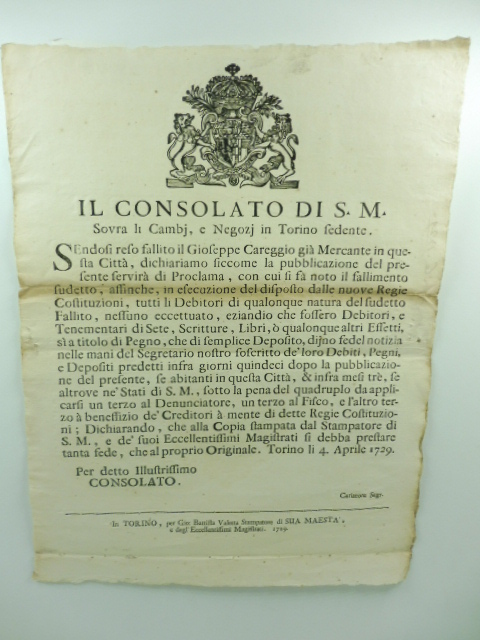 IL CONSOLATO DI S. M.
Sovra li Cambj, e Negozj in Torino sedente.
SEndosi reso fallito il Gioseppe Careggio già Mercante in que-
sta Città, dichiariamo siccome la pubblicazione del pre-
sente servirà di Proclama, con cui si fà noto il fallimento
sudetto, affinche, in esecuzione del disposto dalle nuove Regie
Costituzioni, tutti li Debitori di qualonque natura del sudetto
Fallito, nessuno eccettuato, eziandio che fossero Debitori, e
Tenementari di Sete, Scritture, Libri, ò qualonque altri Effetti,
sì a titolo di Pegno, che di semplice Deposito, dijno fedel notizia
nelle mani del Segretario nostro soscritto de' loro Debiti, Pegni,
e Depositi predetti infra giorni quindeci dopo la pubblicazio-
ne del presente, se abitanti in questa Città, & infra mesi trè, se
altrove ne' Stati di S. M., sotto la pena del quadruplo da appli-
carsi un terzo al Denunciatore, un terzo al Fisco, e l'altro ter-
zo à benefizio de' Creditori à mente di dette Regie Costituzio-
ni; Dichiarando, che alla Copia stampata dal Stampatore di
S. M., e de' suoi Eccellentissimi Magistrati si debba prestare
tanta fede, che al proprio Originale. Torino li 4. Aprile 1729.
Per detto Illustrissimo
CONSOLATO.
Segr.
In TORINO, per Gio: Battista Valetta Stampatore di SUA MAESTA',
e degl' Eccellentissimi Magistrati. 1729.